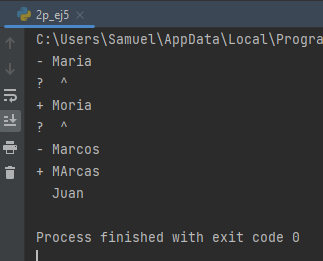 2p_ej5
C:\Users\Samuel\AppData\Local\Progra
- Maria
?  ^
+ Moria
?  ^
- Marcos
+ MArcas
  Juan
Process finished with exit code 0